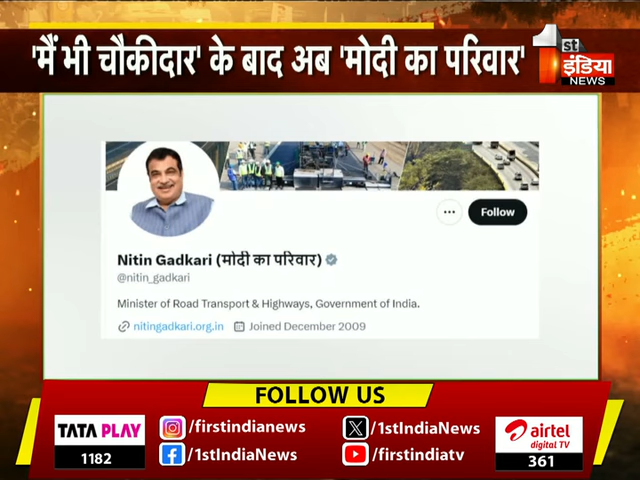 'मैं भी चौकीदार' के बाद अब 'मोदी का परिवार'
1st
इंडिया
NEWS
Follow
Nitin Gadkari (मोदी का परिवार)
@nitin_gadkari
Minister of Road Transport & Highways, Government of India.
nitingadkari.org.in Joined December 2009
FOLLOW US
TATA PLAY
1182
/firstindianews
/1stIndiaNews
/1stIndiaNews
/firstindiatv
airtel
digital TV
361